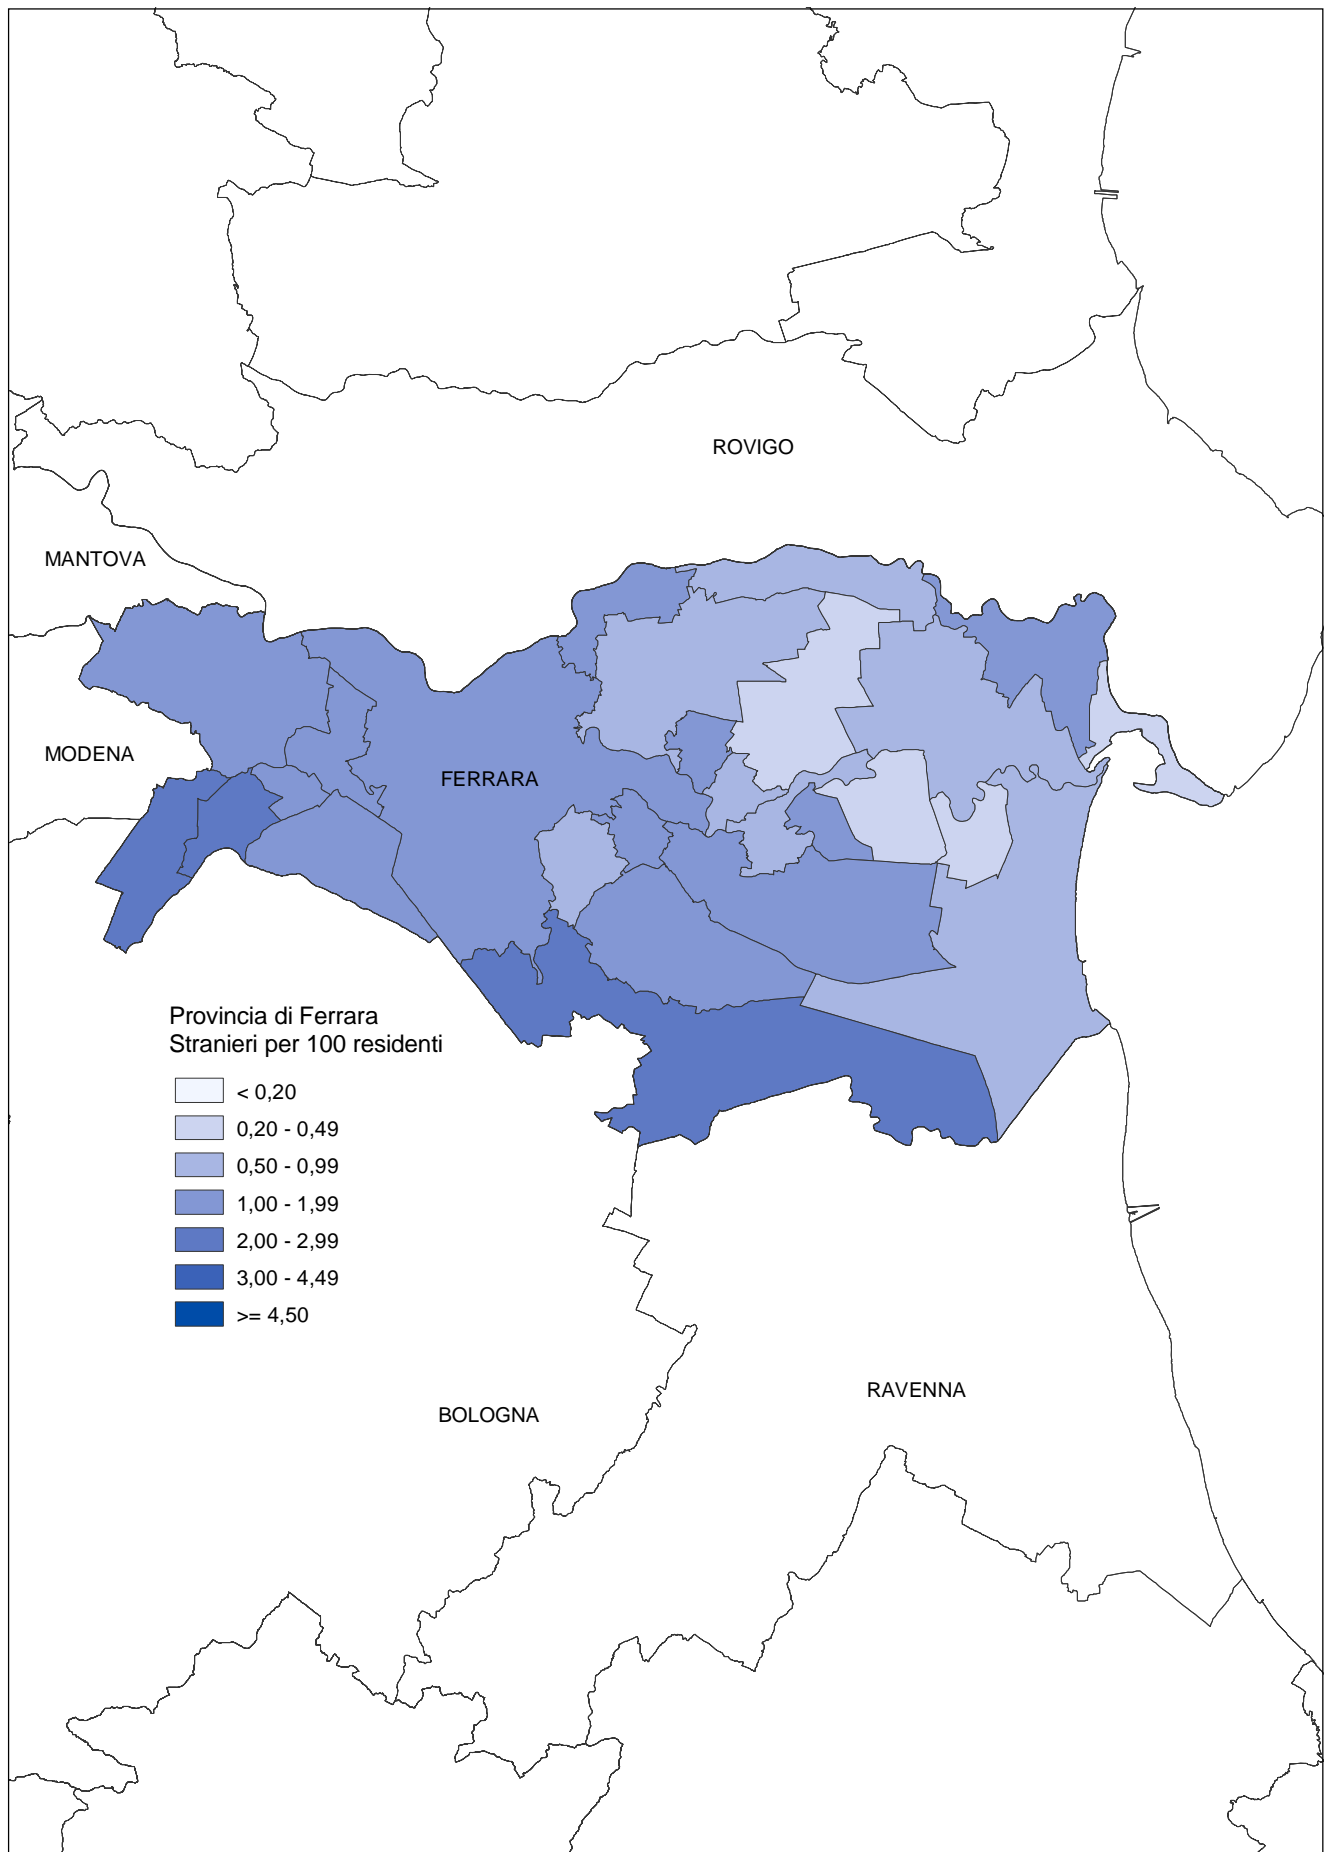 ROVIGO
MANTOVA
MODENA
FERRARA
Provincia di Ferrara
Stranieri per 100 residenti
< 0,20
0,20 - 0,49
0,50 - 0,99
1,00 - 1,99
2,00 - 2,99
3,00 - 4,49
>= 4,50
RAVENNA
BOLOGNA